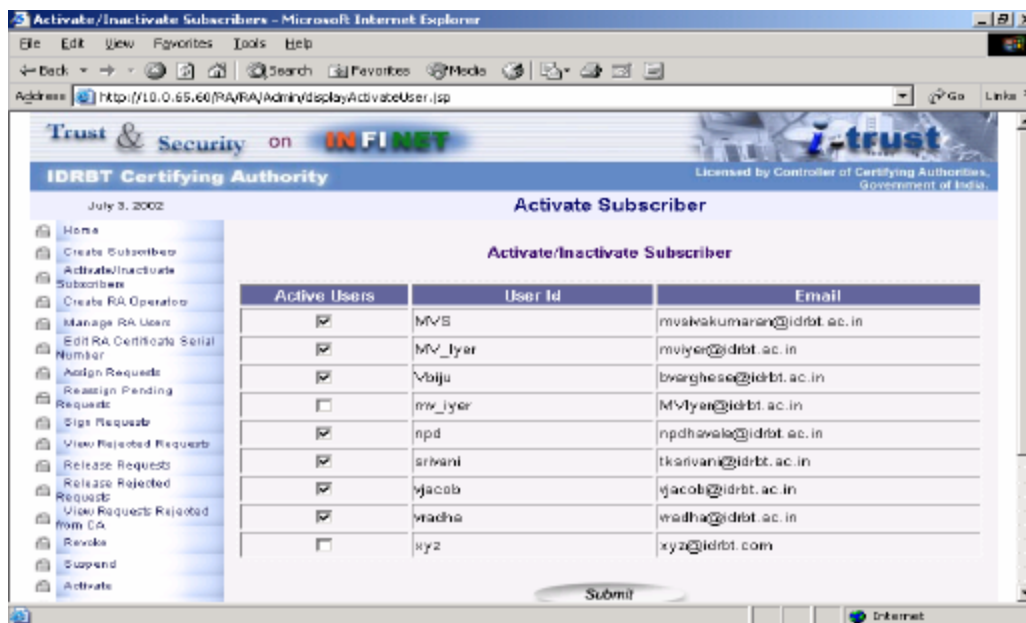 Activate/Inactivate Subscribers - Microsoft Internet Explorer
File Edit View Favorites Tools Help
Back Search Favorites Media
Address http://10.0.65.60/RA/RA/Admin/displayActivateUser.jsp Go Links
Trust & Security on INFINET i-trust
IDRBT Certifying Authority Licensed by Controller of Certifying Authorities,
Government of India.
July 3, 2002 Activate Subscriber
Home
Create Subscribers
Activate/Inactivate
Subscribers
Create RA Operators
Manage RA Users
Edit RA Certificate Serial
Number
Assign Requests
Reassign Pending
Requests
Sign Requests
View Rejected Requests
Release Requests
Release Rejected
Requests
View Requests Rejected
from CA
Revoke
Suspend
Activate
Activate/Inactivate Subscriber
Active Users User Id Email
MVS mvsivakumaran@idrbt.ac.in
MV_Iyer mviyer@idrbt.ac.in
Vbiju bverghese@idrbt.ac.in
mv_iyer MVIyer@idrbt.ac.in
npd npdhavale@idrbt.ac.in
srivani tksrivani@idrbt.ac.in
vjacob vjacob@idrbt.ac.in
vradha vradha@idrbt.ac.in
xyz xyz@idrbt.com
Submit
Internet